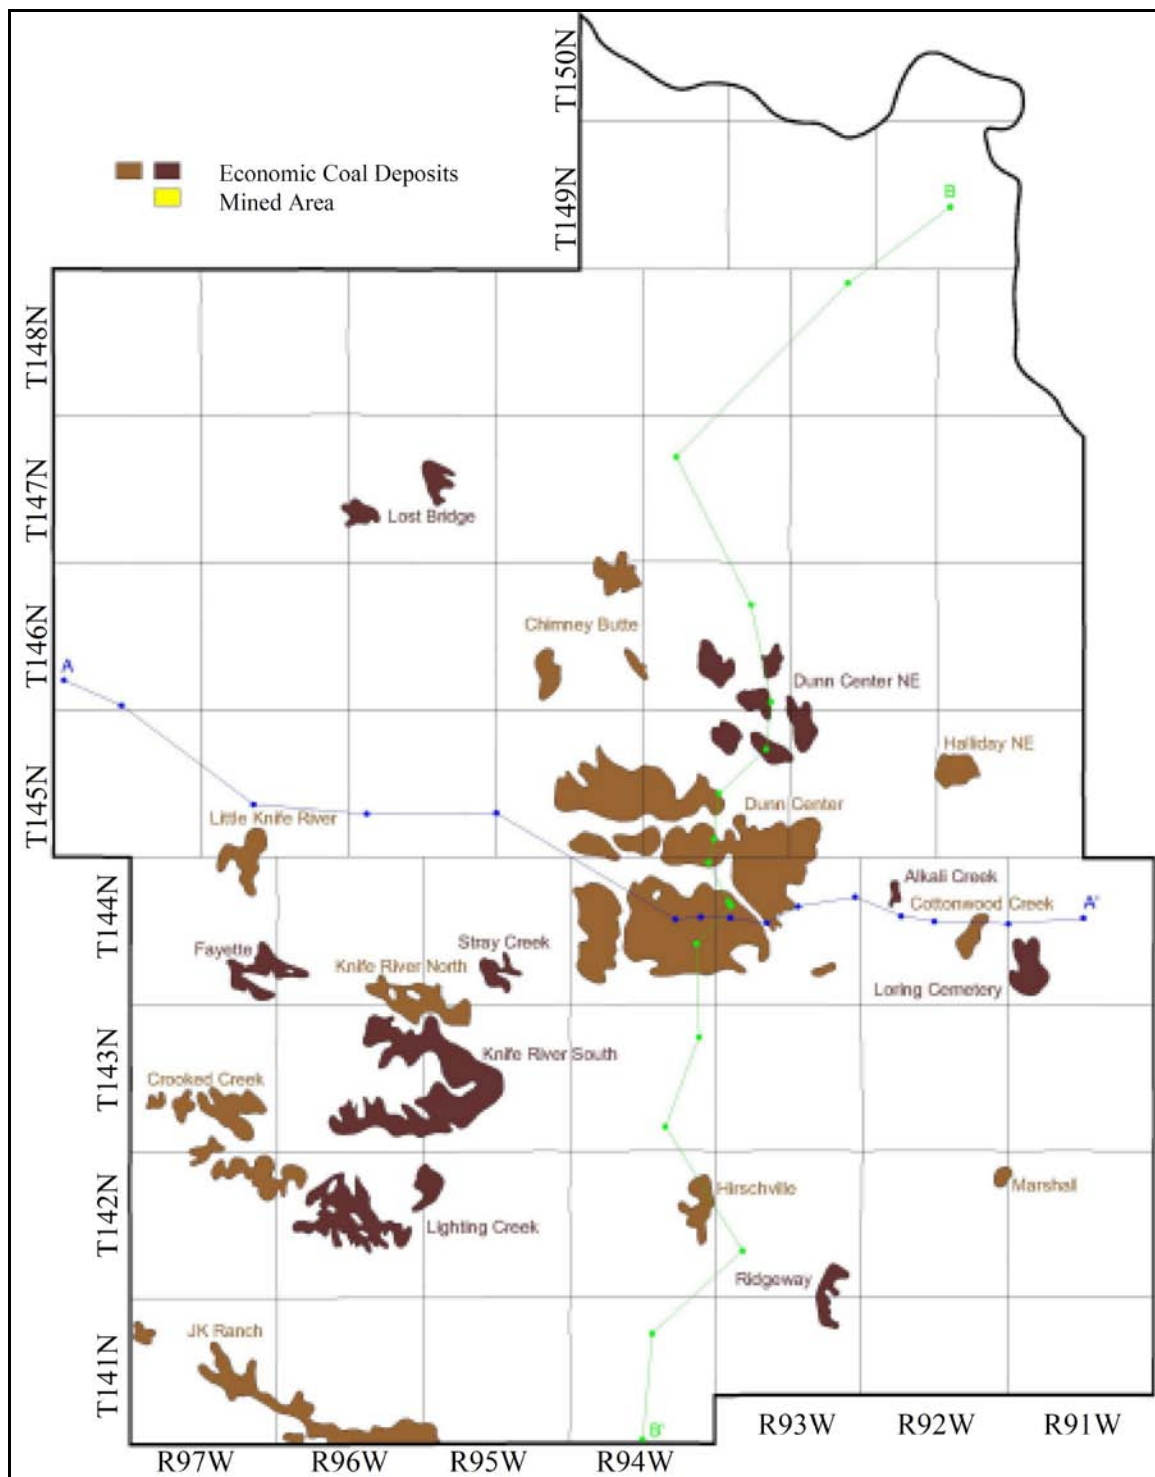 T150N
Economic Coal Deposits
Mined Area
T149N
B
T148N
T147N
Lost Bridge
T146N
Chimney Butte
A
Dunn Center NE
Halliday NE
T145N
Little Knife River
Dunn Center
T144N
Alkali Creek
Cottonwood Creek
A'
Fayette
Stray Creek
Knife River North
Loring Cemetery
T143N
Knife River South
Crooked Creek
T142N
Hirschville
Marshall
Lighting Creek
Ridgeway
T141N
JK Ranch
B'
R93W
R92W
R91W
R97W
R96W
R95W
R94W